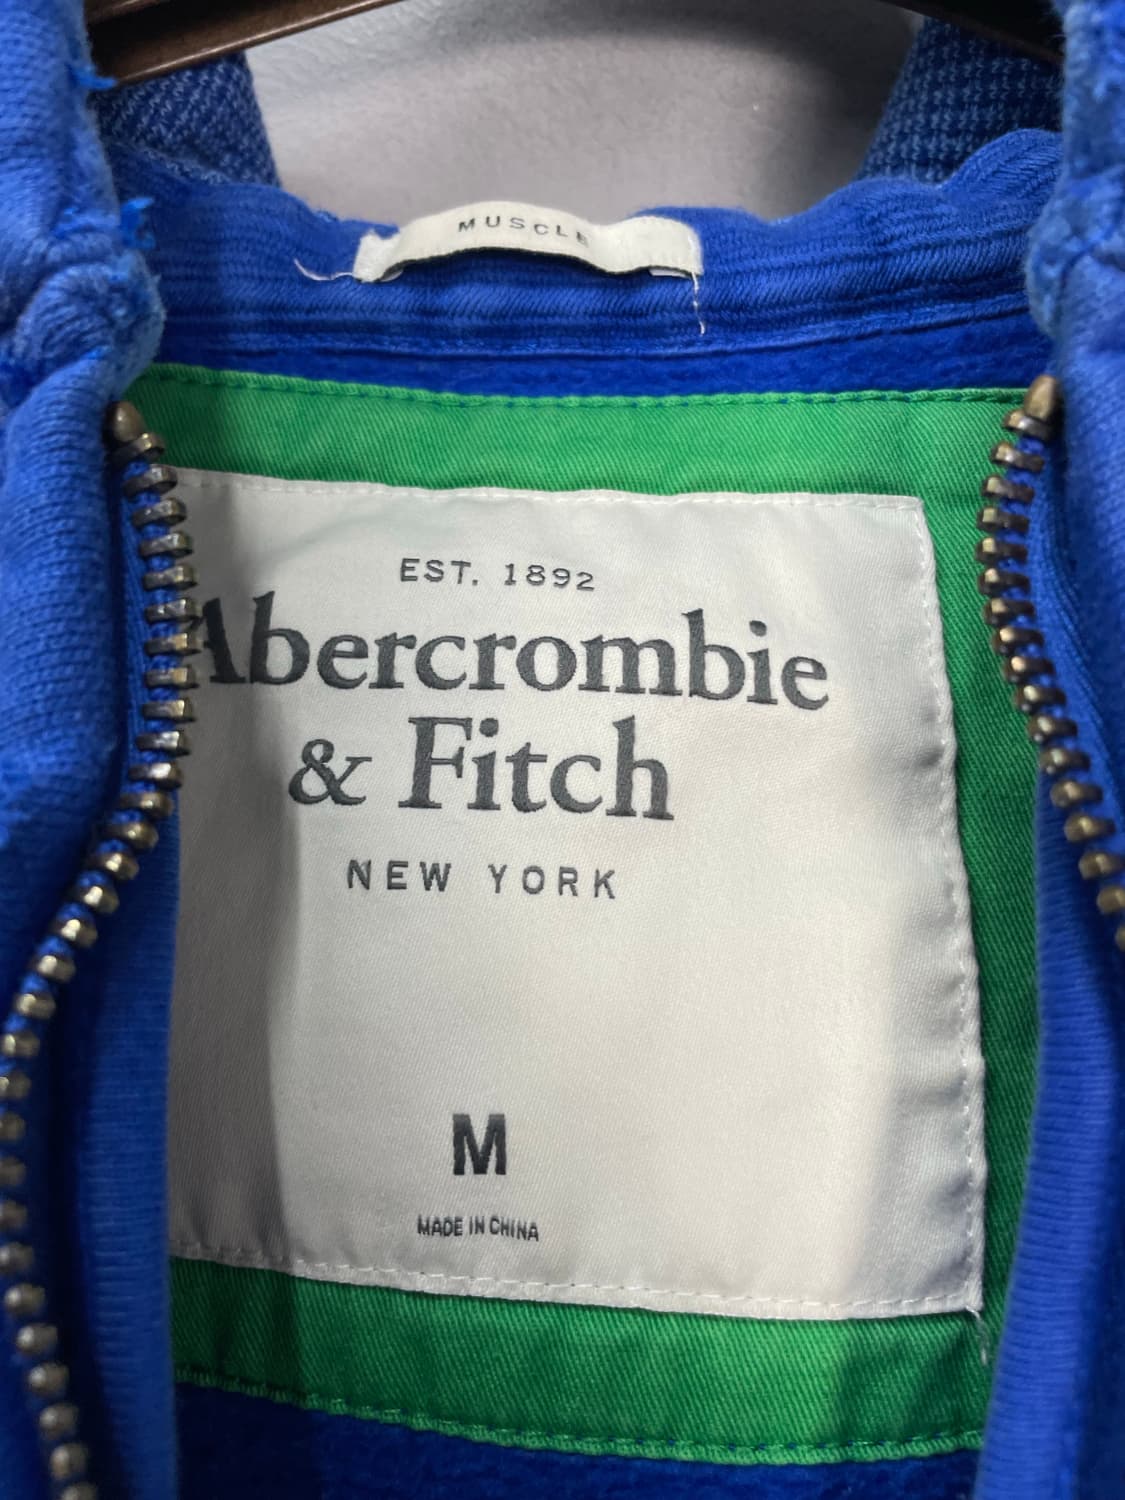 MUSCLE
EST. 1892
Abercrombie
& Fitch
NEW YORK
M
MADE IN CHINA